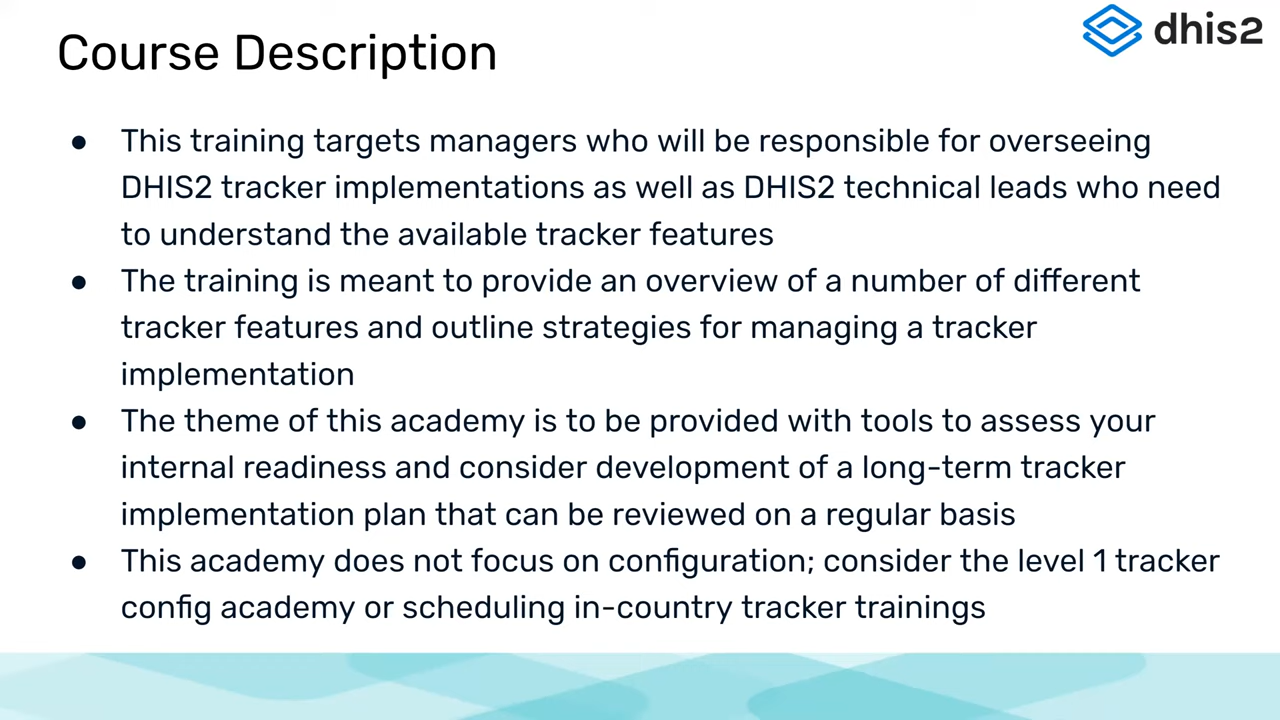 Course Description
dhis2
● This training targets managers who will be responsible for overseeing
DHIS2 tracker implementations as well as DHIS2 technical leads who need
to understand the available tracker features
● The training is meant to provide an overview of a number of different
tracker features and outline strategies for managing a tracker
implementation
● The theme of this academy is to be provided with tools to assess your
internal readiness and consider development of a long-term tracker
implementation plan that can be reviewed on a regular basis
● This academy does not focus on configuration; consider the level 1 tracker
config academy or scheduling in-country tracker trainings